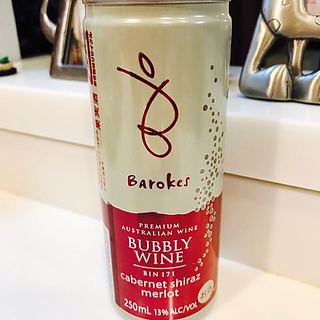 Barokes
PREMIUM
AUSTRALIAN WINE
BUBBLY
WINE
BIN 171
cabernet shiraz
merlot
250mL 13% ALC/VOL